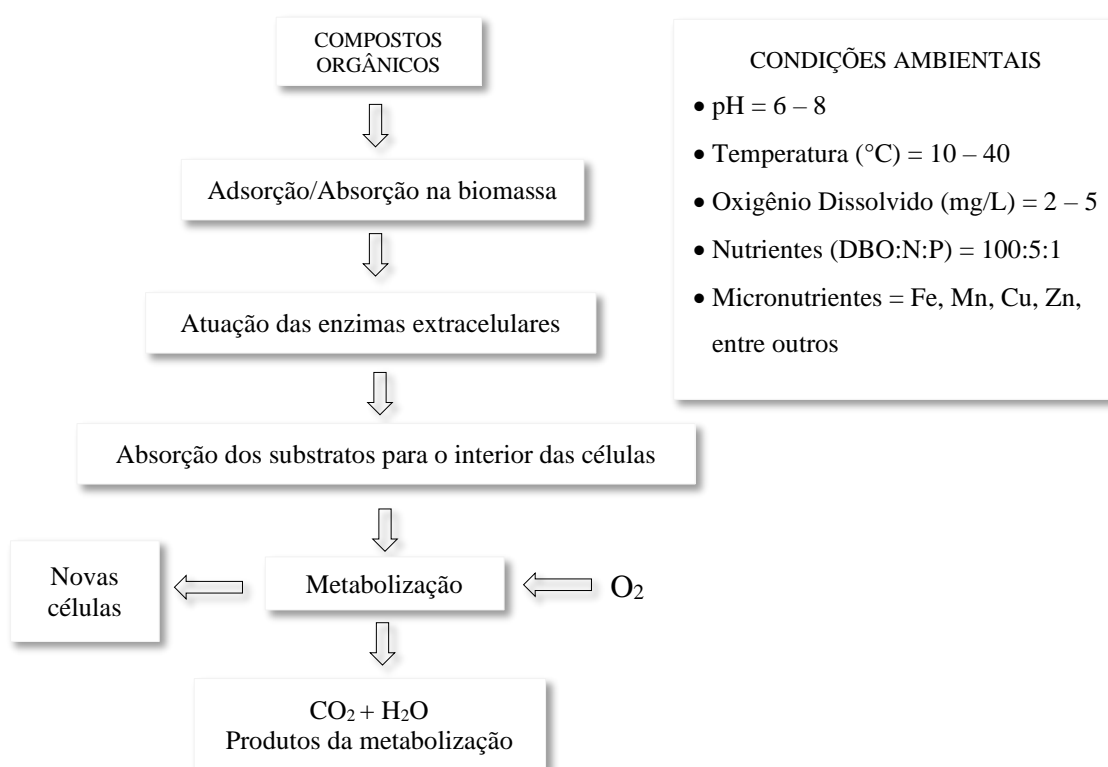 COMPOSTOS
ORGÂNICOS
Adsorção/Absorção na biomassa
Atuação das enzimas extracelulares
Absorção dos substratos para o interior das células
Novas
células
Metabolização
O₂
CO₂ + H₂O
Produtos da metabolização
CONDIÇÕES AMBIENTAIS
• pH = 6 – 8
• Temperatura (°C) = 10 – 40
• Oxigênio Dissolvido (mg/L) = 2 – 5
• Nutrientes (DBO:N:P) = 100:5:1
• Micronutrientes = Fe, Mn, Cu, Zn,
entre outros